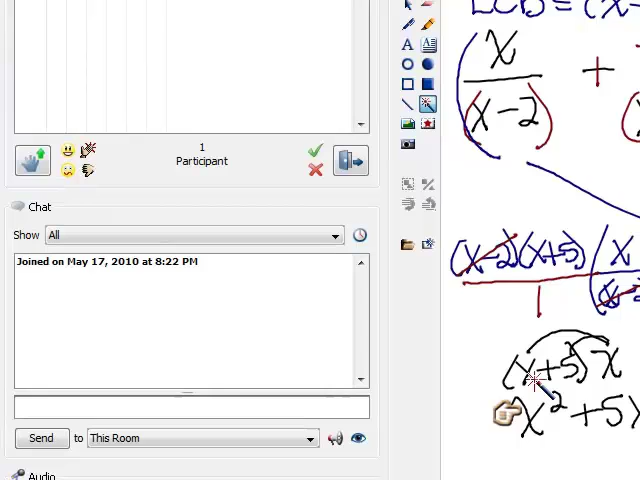 LCD = (x-
x
+
(x-2)
1
Participant
Chat
Show All
Joined on May 17, 2010 at 8:22 PM
(x-2)(x+5) x
1
(x+5)x
x² + 5x
Send to This Room
Audio